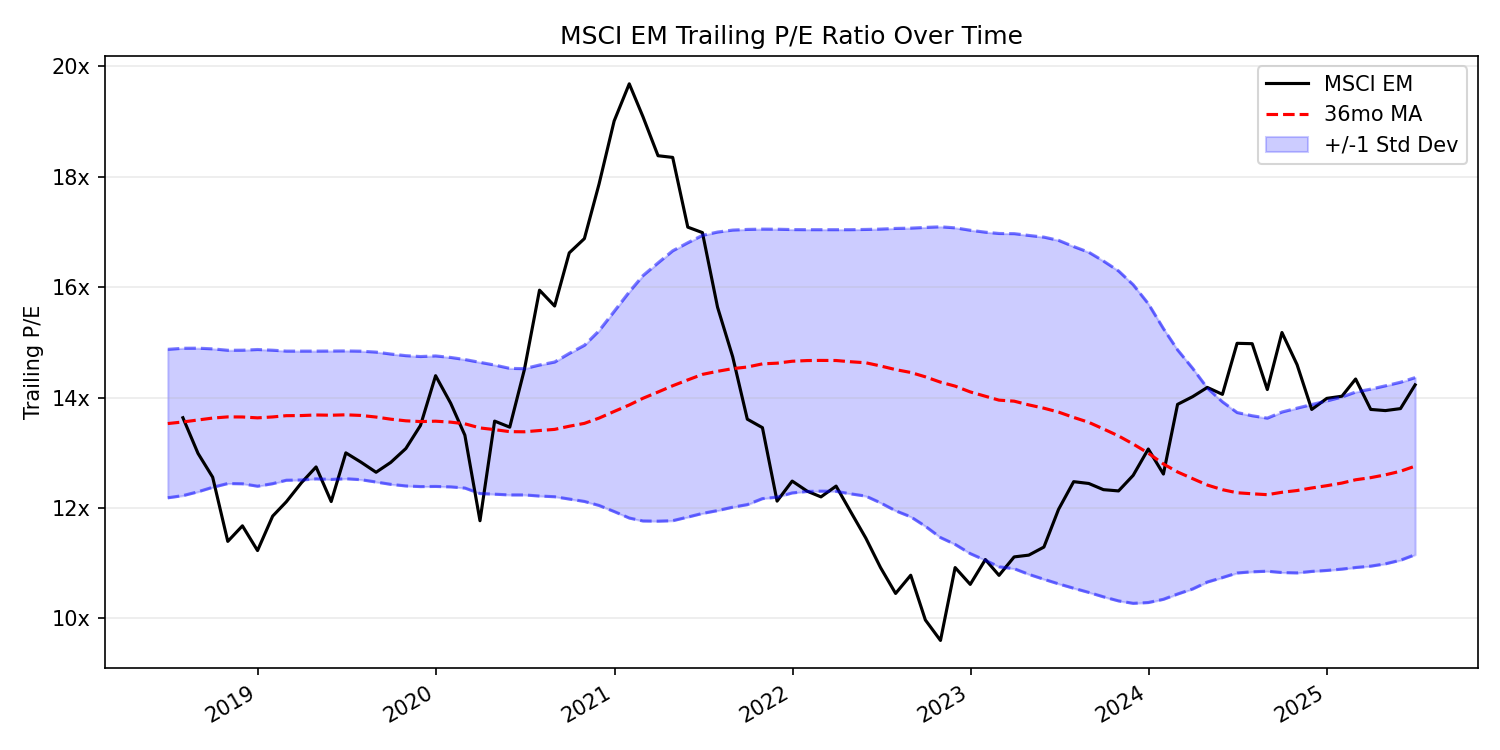 MSCI EM Trailing P/E Ratio Over Time
MSCI EM
36mo MA
+/-1 Std Dev
Trailing P/E
20x
18x
16x
14x
12x
10x
2019
2020
2021
2022
2023
2024
2025